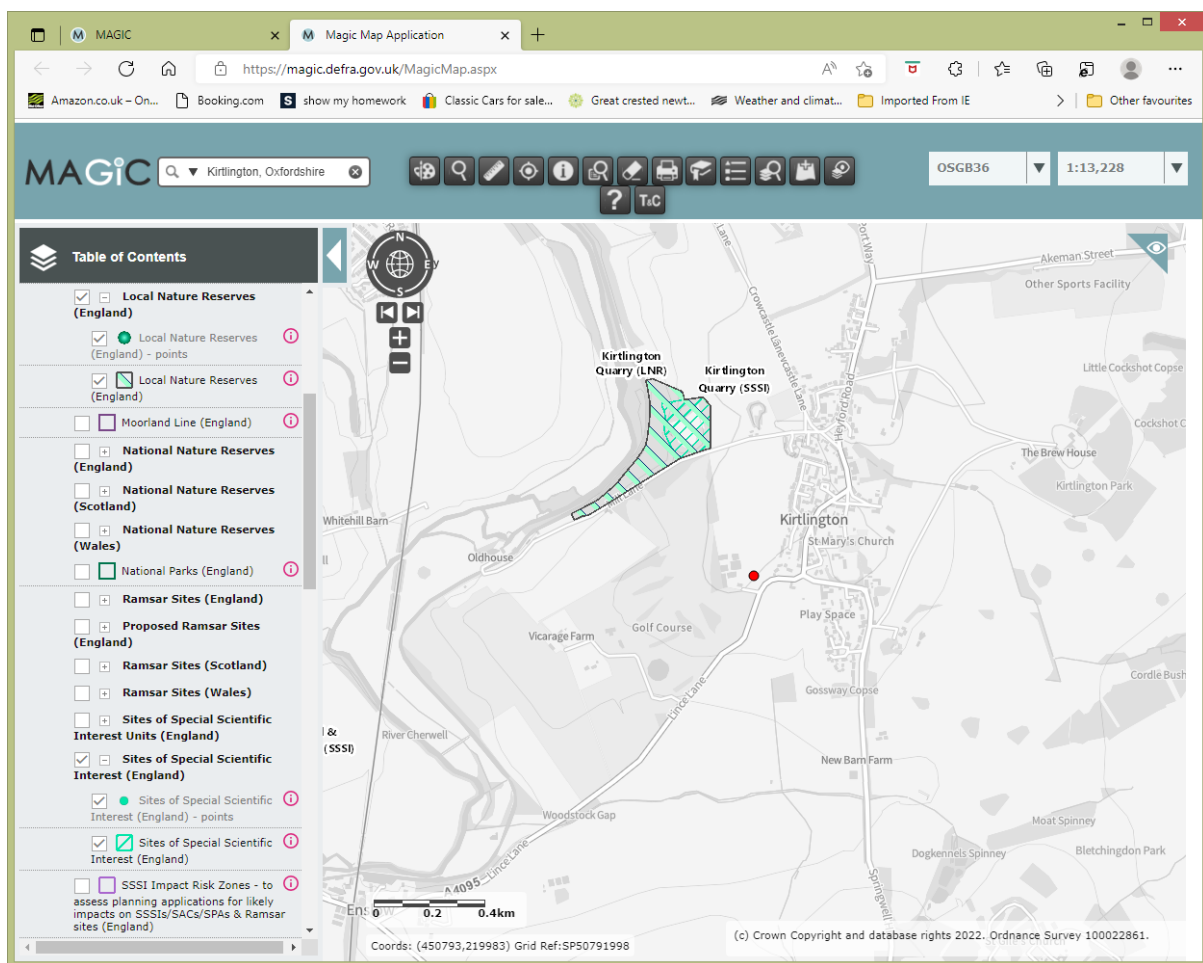 MAGIC
Magic Map Application
https://magic.defra.gov.uk/MagicMap.aspx
Amazon.co.uk – On...
Booking.com
show my homework
Classic Cars for sale...
Great crested newt...
Weather and climat...
Imported From IE
Other favourites
MAGiC
Kirtlington, Oxfordshire
?
T&C
OSGB36
1:13,228
Table of Contents
Local Nature Reserves
(England)
Local Nature Reserves
(England) - points
Local Nature Reserves
(England)
Moorland Line (England)
National Nature Reserves
(England)
National Nature Reserves
(Scotland)
National Nature Reserves
(Wales)
National Parks (England)
Ramsar Sites (England)
Proposed Ramsar Sites
(England)
Ramsar Sites (Scotland)
Ramsar Sites (Wales)
Sites of Special Scientific
Interest Units (England)
Sites of Special Scientific
Interest (England)
Sites of Special Scientific
Interest (England) - points
Sites of Special Scientific
Interest (England)
SSSI Impact Risk Zones - to
assess planning applications for likely
impacts on SSSIs/SACs/SPAs & Ramsar
sites (England)
N
W
E
S
Port Way
Akeman Street
Other Sports Facility
Crowcastle Lane
Kirtlington
Quarry (LNR)
Kirtlington
Quarry (SSSI)
Little Cockshot Copse
Heyford Road
Cockshot C
The Brew House
Kirtlington Park
Mill Lane
Whitehill Barn
Kirtlington
St Mary's Church
Oldhouse
Play Space
Golf Course
Vicarage Farm
Cordle Bush
Gossway Copse
Lince Lane
l &
(SSSI)
River Cherwell
New Barn Farm
Woodstock Gap
Moat Spinney
Bletchingdon Park
Dogkennels Spinney
A4095
Lince Lane
Springwell
0 0.2 0.4km
Coords: (450793,219983) Grid Ref:SP50791998
(c) Crown Copyright and database rights 2022. Ordnance Survey 100022861.